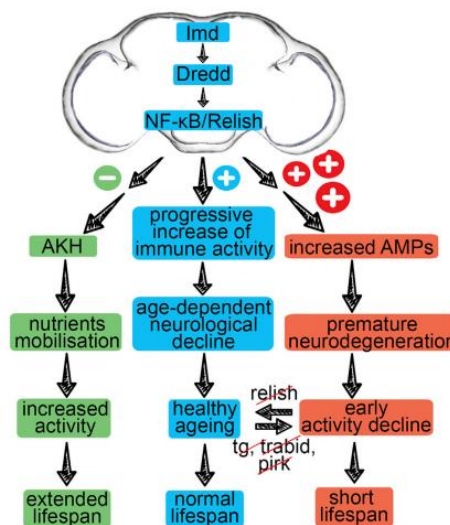 Imd
Dredd
NF-κB/Relish
−
+
+
+
+
AKH
nutrients
mobilisation
increased
activity
extended
lifespan
progressive
increase of
immune activity
age-dependent
neurological
decline
healthy
ageing
normal
lifespan
relish
tg, trabid,
pirk
increased AMPs
premature
neurodegeneration
early
activity decline
short
lifespan